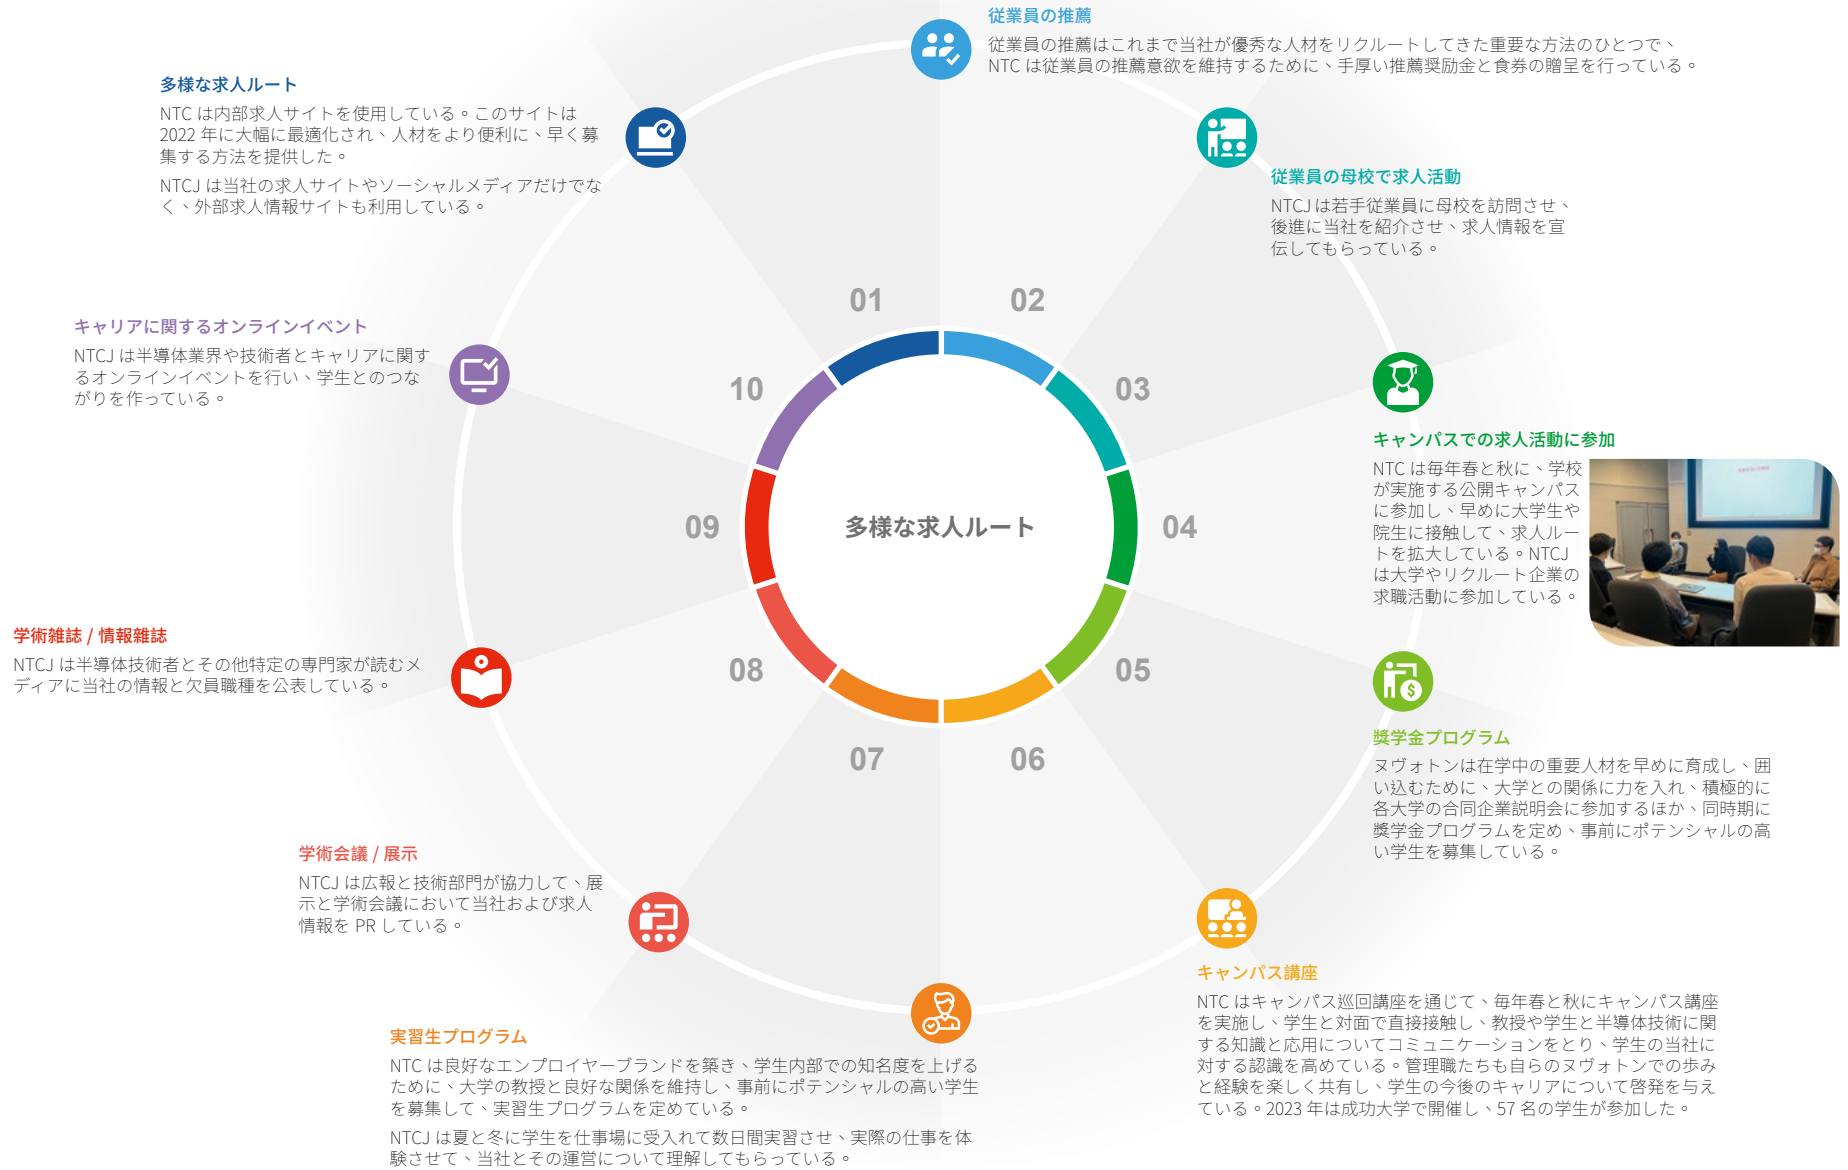 従業員の推薦
従業員の推薦はこれまで当社が優秀な人材をリクルートしてきた重要な方法のひとつで、
NTC は従業員の推薦意欲を維持するために、手厚い推薦奨励金と食券の贈呈を行っている。
多様な求人ルート
NTC は内部求人サイトを使用している。このサイトは
2022 年に大幅に最適化され、人材をより便利に、早く募
集する方法を提供した。
NTCJ は当社の求人サイトやソーシャルメディアだけでな
く、外部求人情報サイトも利用している。
従業員の母校で求人活動
NTCJ は若手従業員に母校を訪問させ、
後進に当社を紹介させ、求人情報を宣
伝してもらっている。
01
02
キャリアに関するオンラインイベント
NTCJ は半導体業界や技術者とキャリアに関す
るオンラインイベントを行い、学生とのつな
がりを作っている。
10
03
キャンパスでの求人活動に参加
NTC は毎年春と秋に、学校
が実施する公開キャンパス
に参加し、早めに大学生や
院生に接触して、求人ルー
トを拡大している。NTCJ
は大学やリクルート企業の
求職活動に参加している。
09
多様な求人ルート
04
学術雑誌 / 情報雑誌
NTCJ は半導体技術者とその他特定の専門家が読むメ
ディアに当社の情報と欠員職種を公表している。
08
05
奨学金プログラム
ヌヴォトンは在学中の重要人材を早めに育成し、囲
い込むために、大学との関係に力を入れ、積極的に
各大学の合同企業説明会に参加するほか、同時期に
奨学金プログラムを定め、事前にポテンシャルの高
い学生を募集している。
07
06
学術会議 / 展示
NTCJ は広報と技術部門が協力して、展
示と学術会議において当社および求人
情報を PR している。
キャンパス講座
NTC はキャンパス巡回講座を通じて、毎年春と秋にキャンパス講座
を実施し、学生と対面で直接接触し、教授や学生と半導体技術に関
する知識と応用についてコミュニケーションをとり、学生の当社に
対する認識を高めている。管理職たちも自らのヌヴォトンでの歩み
と経験を楽しく共有し、学生の今後のキャリアについて啓発を与え
ている。2023 年は成功大学で開催し、57 名の学生が参加した。
実習生プログラム
NTC は良好なエンプロイヤーブランドを築き、学生内部での知名度を上げる
ために、大学の教授と良好な関係を維持し、事前にポテンシャルの高い学生
を募集して、実習生プログラムを定めている。
NTCJ は夏と冬に学生を仕事場に受入れて数日間実習させ、実際の仕事を体
験させて、当社とその運営について理解してもらっている。